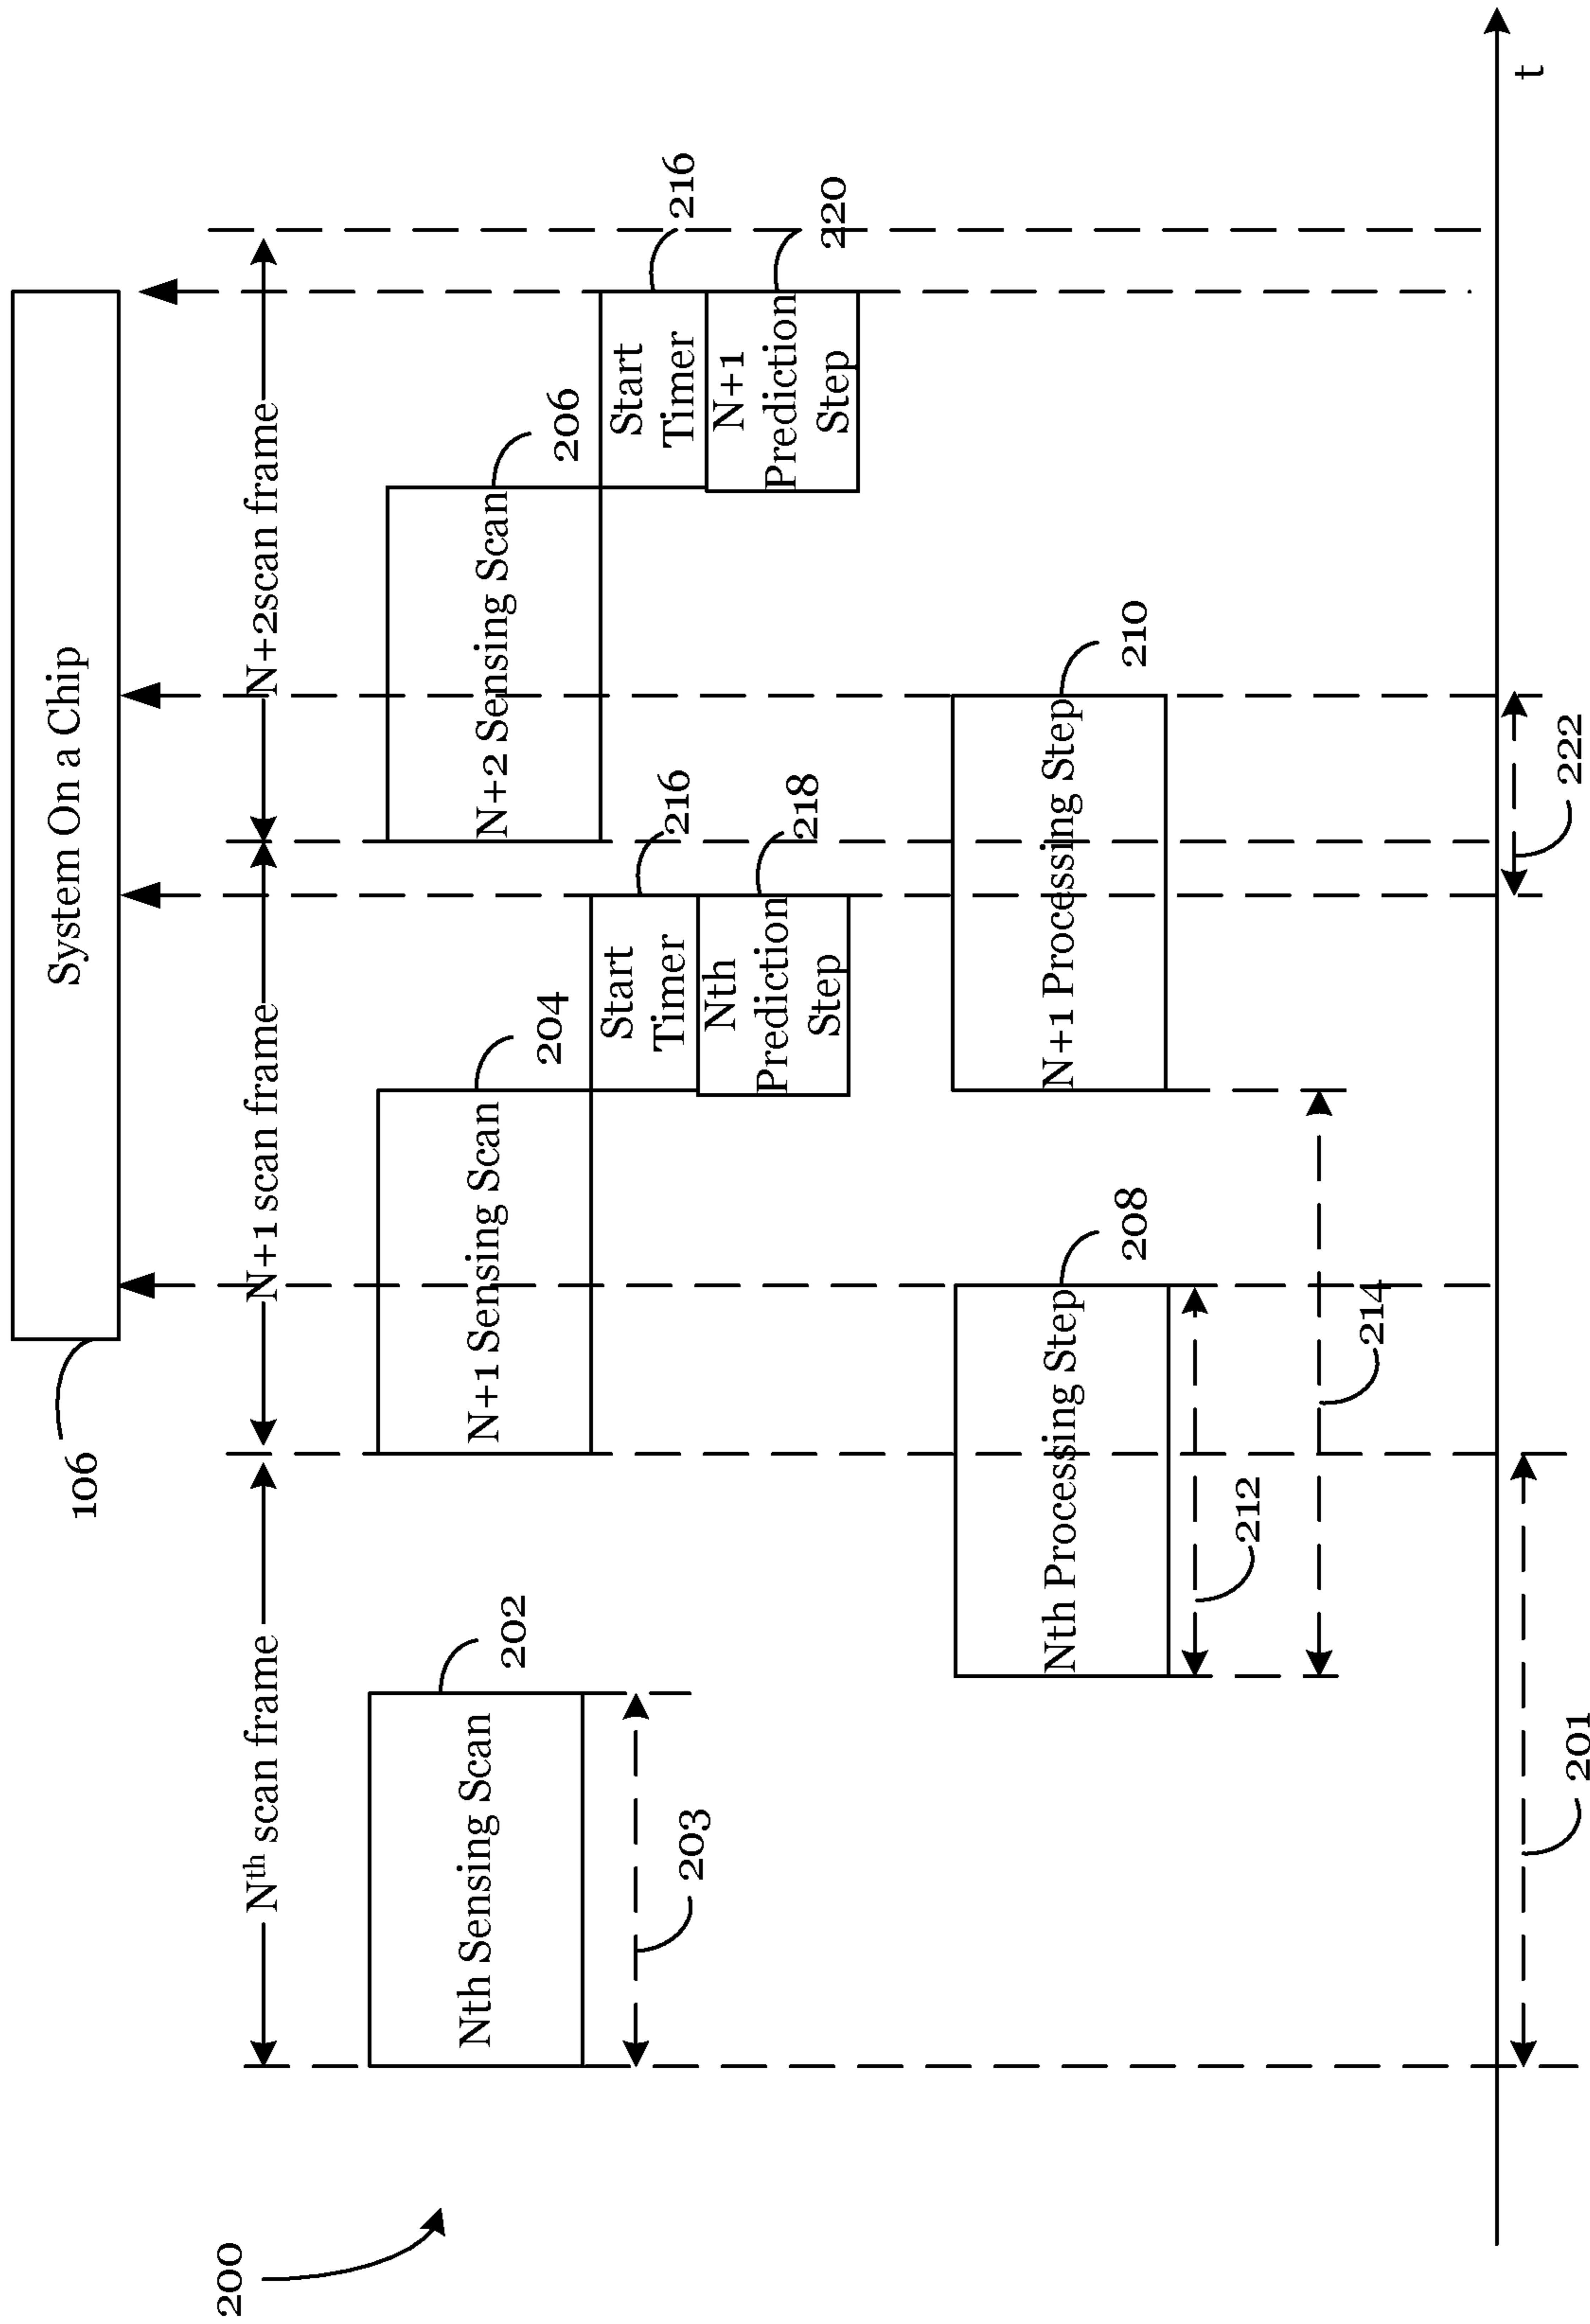 200
106
System On a Chip
Nth scan frame
N+1 scan frame
N+2scan frame
Nth Sensing Scan
202
203
N+1 Sensing Scan
204
N+2 Sensing Scan
206
Start
Timer
216
Nth
Prediction
Step
218
Start
Timer
216
N+1
Prediction
Step
220
Nth Processing Step
208
212
214
N+1 Processing Step
210
t
201
222